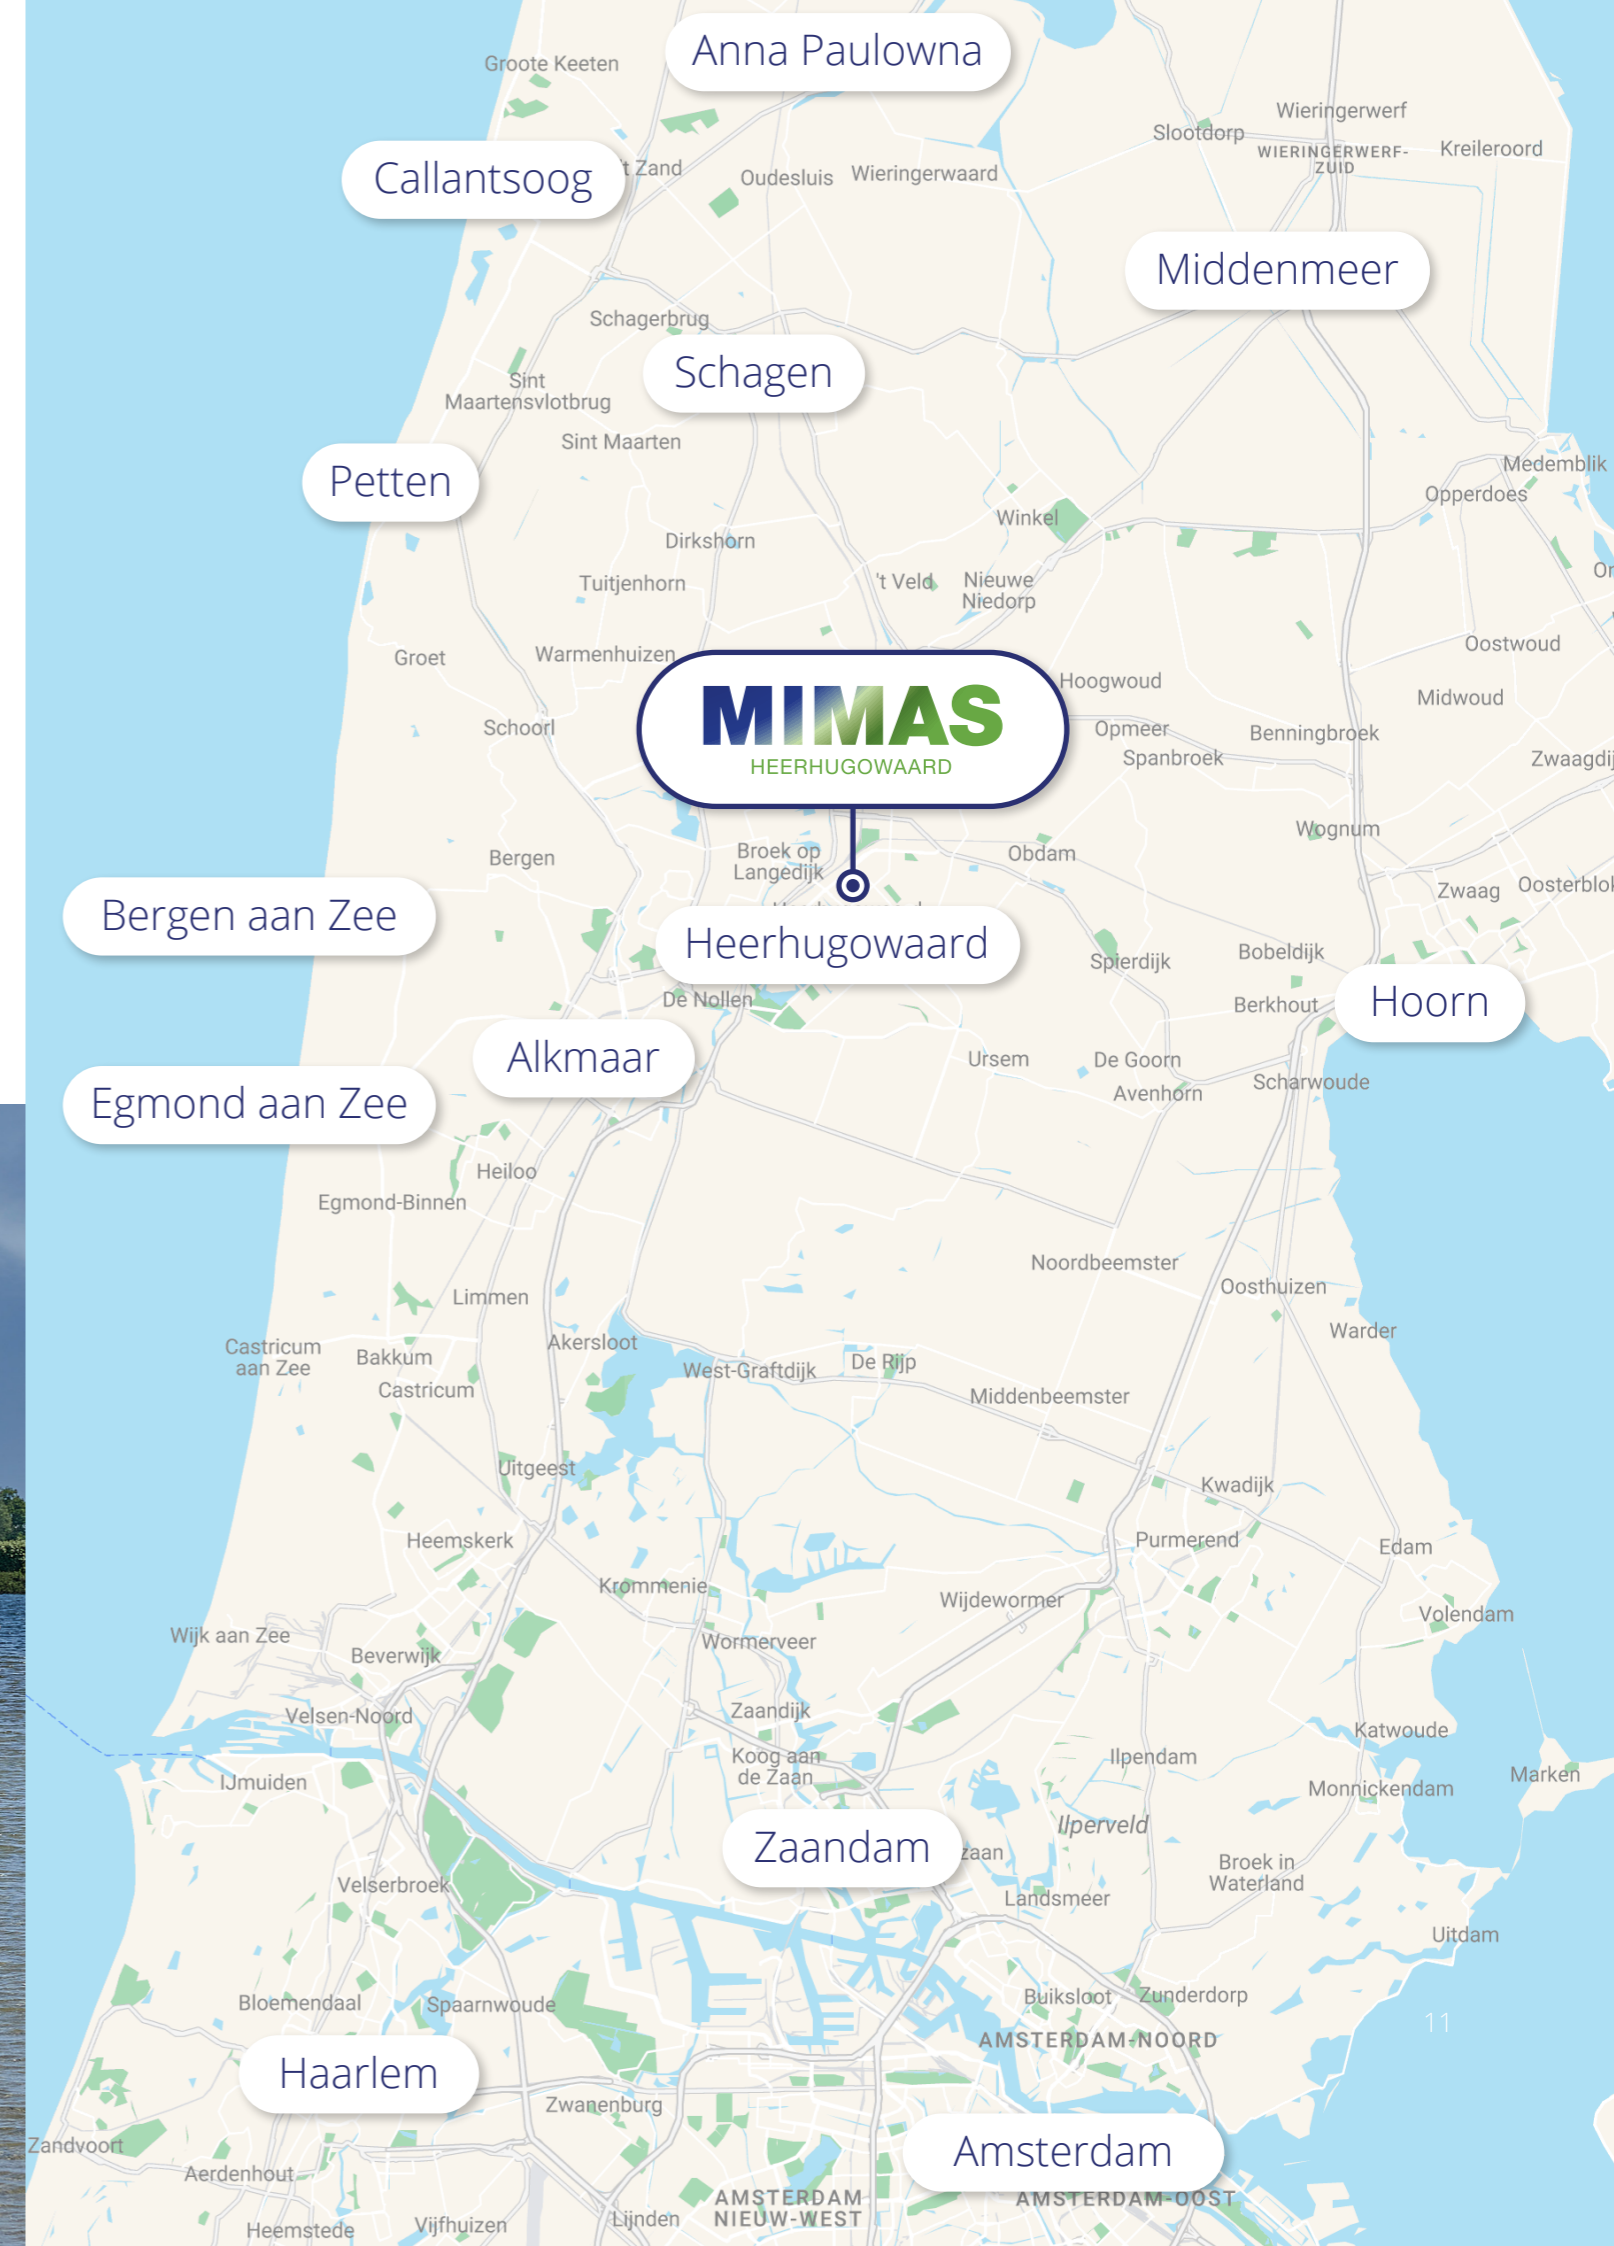 Anna Paulowna
Groote Keeten
Wieringerwerf
Slootdorp
WIERINGERWERF-
ZUID
Kreileroord
Callantsoog
't Zand
Oudesluis
Wieringerwaard
Middenmeer
Schagerbrug
Schagen
Sint
Maartensvlotbrug
Sint Maarten
Petten
Medemblik
Opperdoes
Winkel
Dirkshorn
Tuitjenhorn
't Veld
Nieuwe
Niedorp
Oostwoud
Groet
Warmenhuizen
Hoogwoud
Midwoud
MIMAS
HEERHUGOWAARD
Schoorl
Opmeer
Spanbroek
Benningbroek
Zwaagdij
Wognum
Bergen
Broek op
Langedijk
Obdam
Zwaag
Oosterblok
Bergen aan Zee
Heerhugowaard
Spierdijk
Bobeldijk
De Nollen
Berkhout
Hoorn
Alkmaar
Ursem
De Goorn
Avenhorn
Scharwoude
Egmond aan Zee
Heiloo
Egmond-Binnen
Noordbeemster
Oosthuizen
Limmen
Warder
Castricum
aan Zee
Bakkum
Castricum
Akersloot
West-Graftdijk
De Rijp
Middenbeemster
Uitgeest
Kwadijk
Heemskerk
Purmerend
Edam
Krommenie
Wijdewormer
Volendam
Wijk aan Zee
Beverwijk
Wormerveer
Velsen-Noord
Zaandijk
Katwoude
Koog aan
de Zaan
Ilpendam
IJmuiden
Monnickendam
Marken
Ilperveld
Zaandam
zaan
Broek in
Waterland
Velserbroek
Landsmeer
Uitdam
Bloemendaal
Spaarnwoude
Buiksloot
Zunderdorp
11
AMSTERDAM-NOORD
Haarlem
Zwanenburg
Zandvoort
Amsterdam
Aerdenhout
AMSTERDAM
NIEUW-WEST
AMSTERDAM-OOST
Heemstede
Vijfhuizen
Lijnden